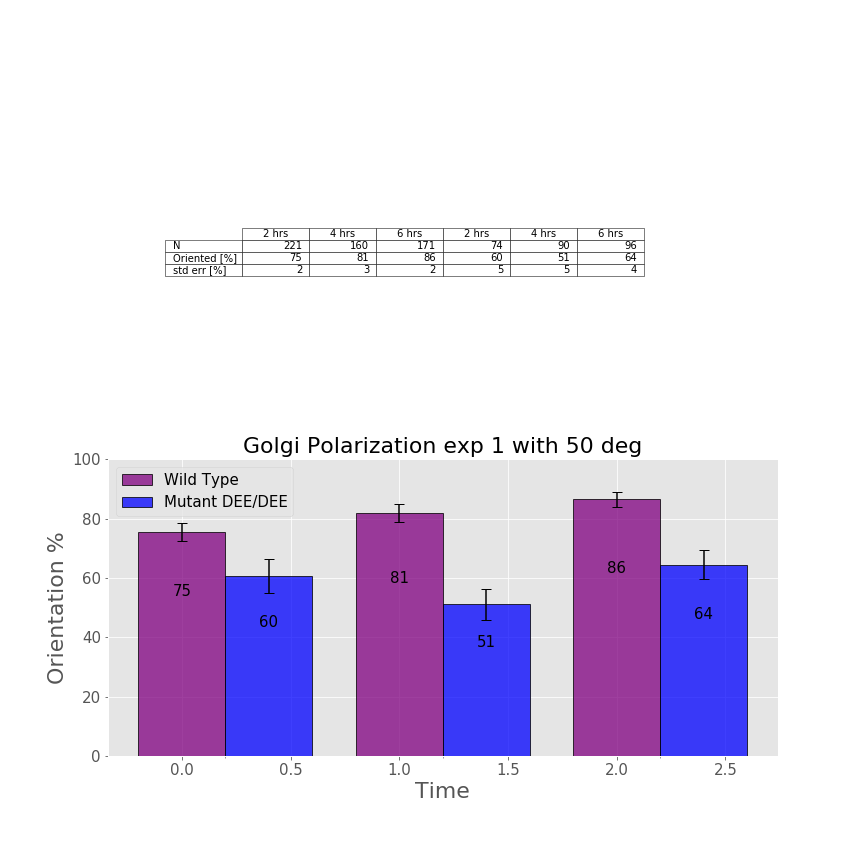 2 hrs 4 hrs 6 hrs 2 hrs 4 hrs 6 hrs
N 221 160 171 74 90 96
Oriented [%] 75 81 86 60 51 64
std err [%] 2 3 2 5 5 4
Golgi Polarization exp 1 with 50 deg
Orientation %
100
80
60
40
20
0
Wild Type
Mutant DEE/DEE
75
60
81
51
86
64
0.0 0.5 1.0 1.5 2.0 2.5
Time